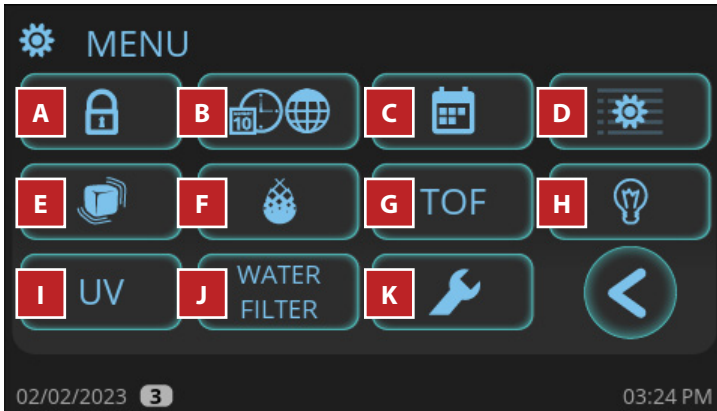 MENU
A
B 10
C
D
E
F
G TOF
H
I UV
J WATER
FILTER
K
02/02/2023 3 03:24 PM